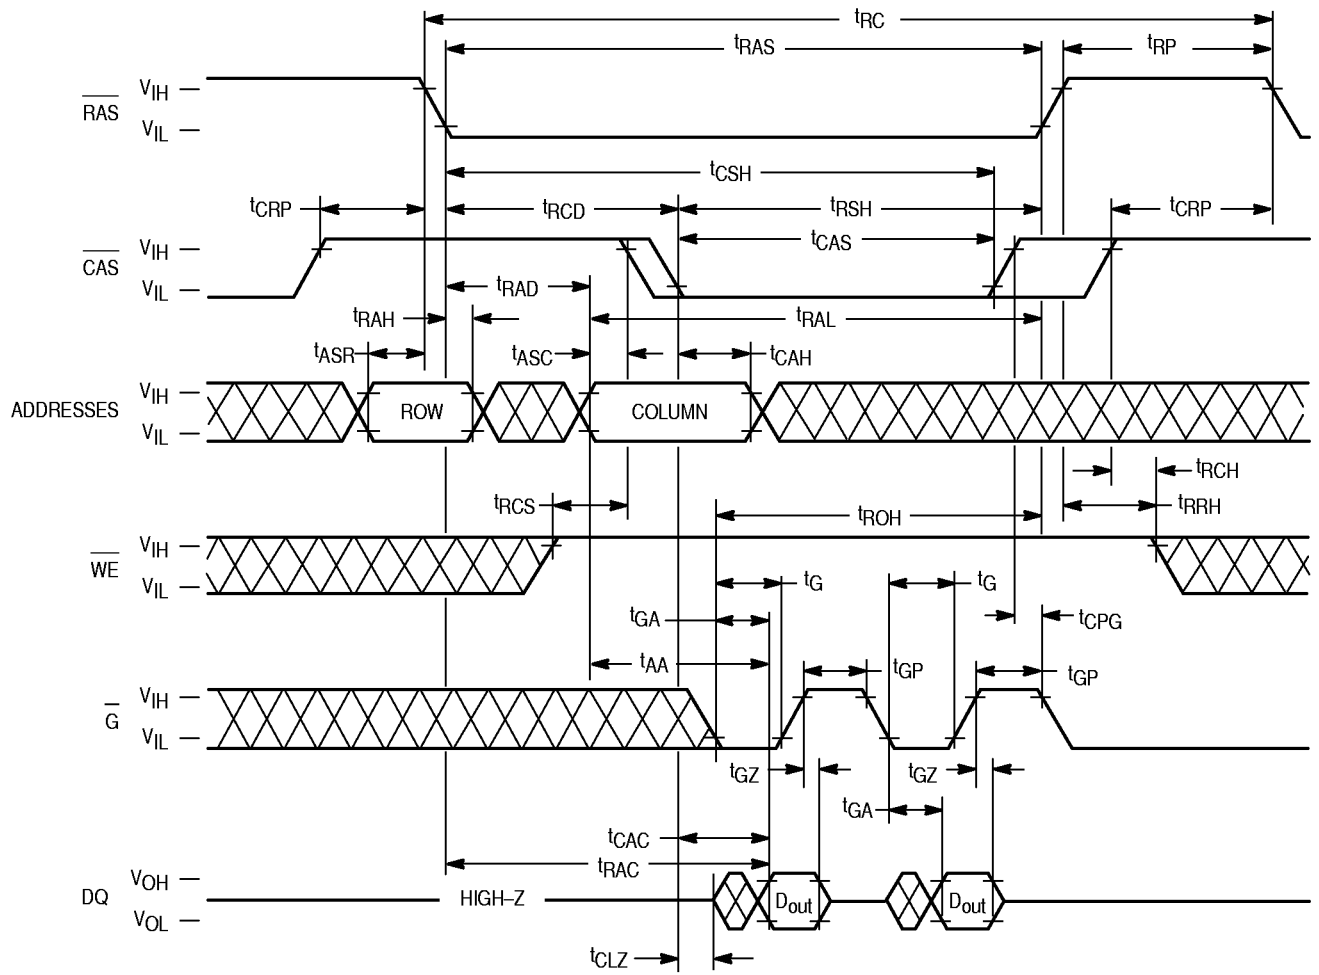 tRC
tRAS
tRP
RAS
VIH
VIL
tCSH
tCRP
tRCD
tRSH
tCRP
tCAS
CAS
VIH
VIL
tRAD
tRAH
tRAL
tASR
tASC
tCAH
ADDRESSES
VIH
VIL
ROW
COLUMN
tRCH
tRCS
tROH
tRRH
WE
VIH
VIL
tG
tG
tGA
tCPG
tAA
tGP
tGP
G
VIH
VIL
tGZ
tGZ
tGA
tCAC
tRAC
DQ
VOH
VOL
HIGH–Z
Dout
Dout
tCLZ